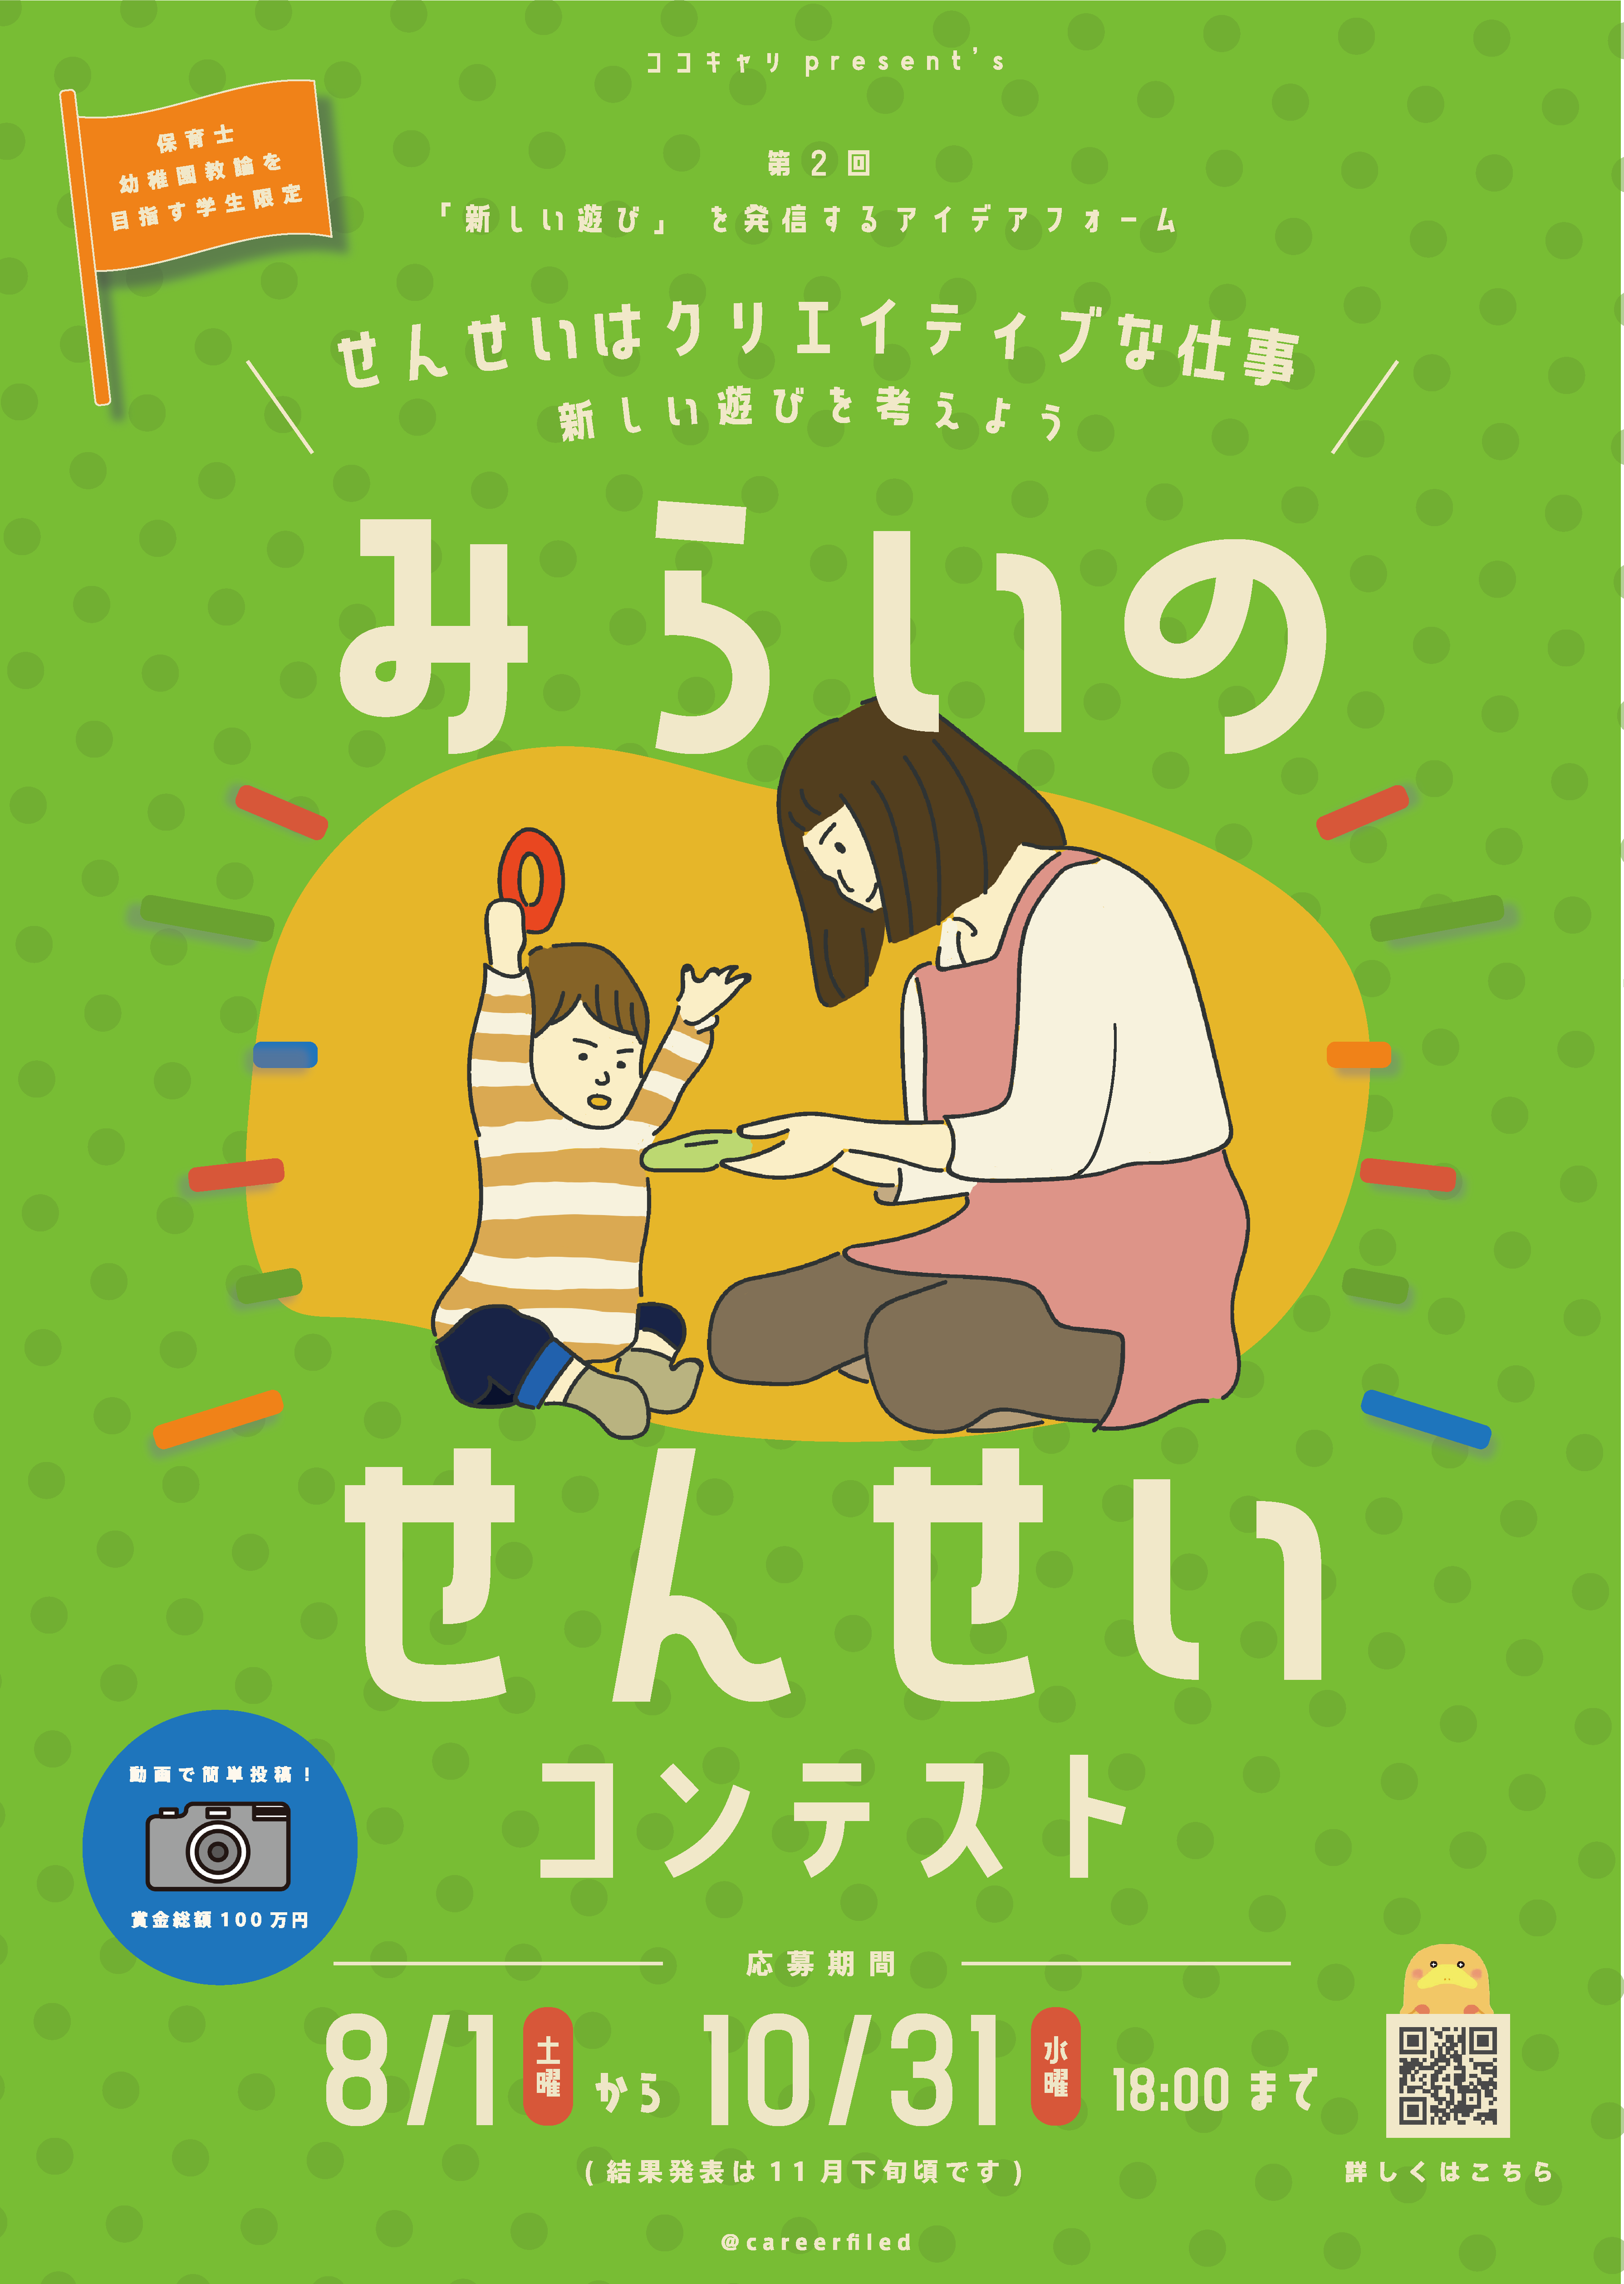 ココキャリ present's
保育士
幼稚園教諭を
目指す学生限定
第2回
「新しい遊び」を発信するアイデアフォーム
せんせいはクリエイティブな仕事
新しい遊びを考えよう
みらいの
せんせい
コンテスト
動画で簡単投稿!
賞金総額100万円
応募期間
8/1 土曜 から 10/31 水曜 18:00 まで
(結果発表は11月下旬頃です)
詳しくはこちら
@careerfiled